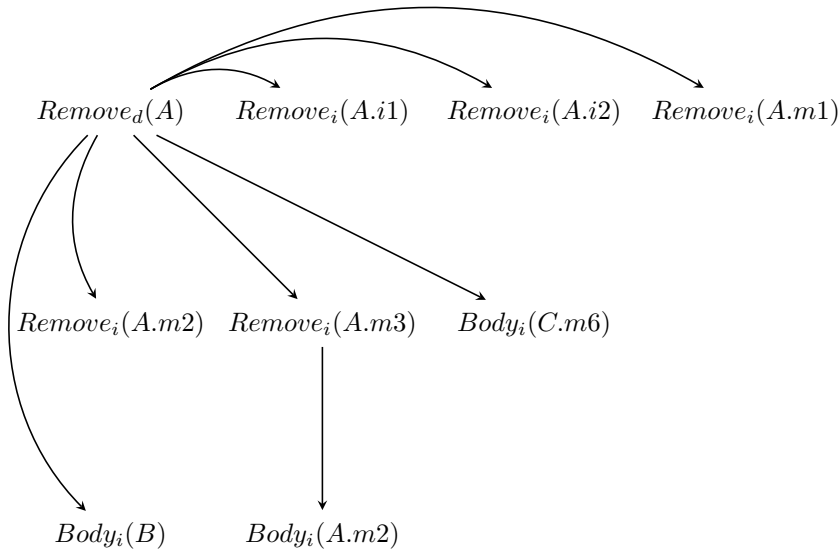 Remove_d(A) Remove_i(A.i1) Remove_i(A.i2) Remove_i(A.m1)
Remove_i(A.m2) Remove_i(A.m3) Body_i(C.m6)
Body_i(B) Body_i(A.m2)